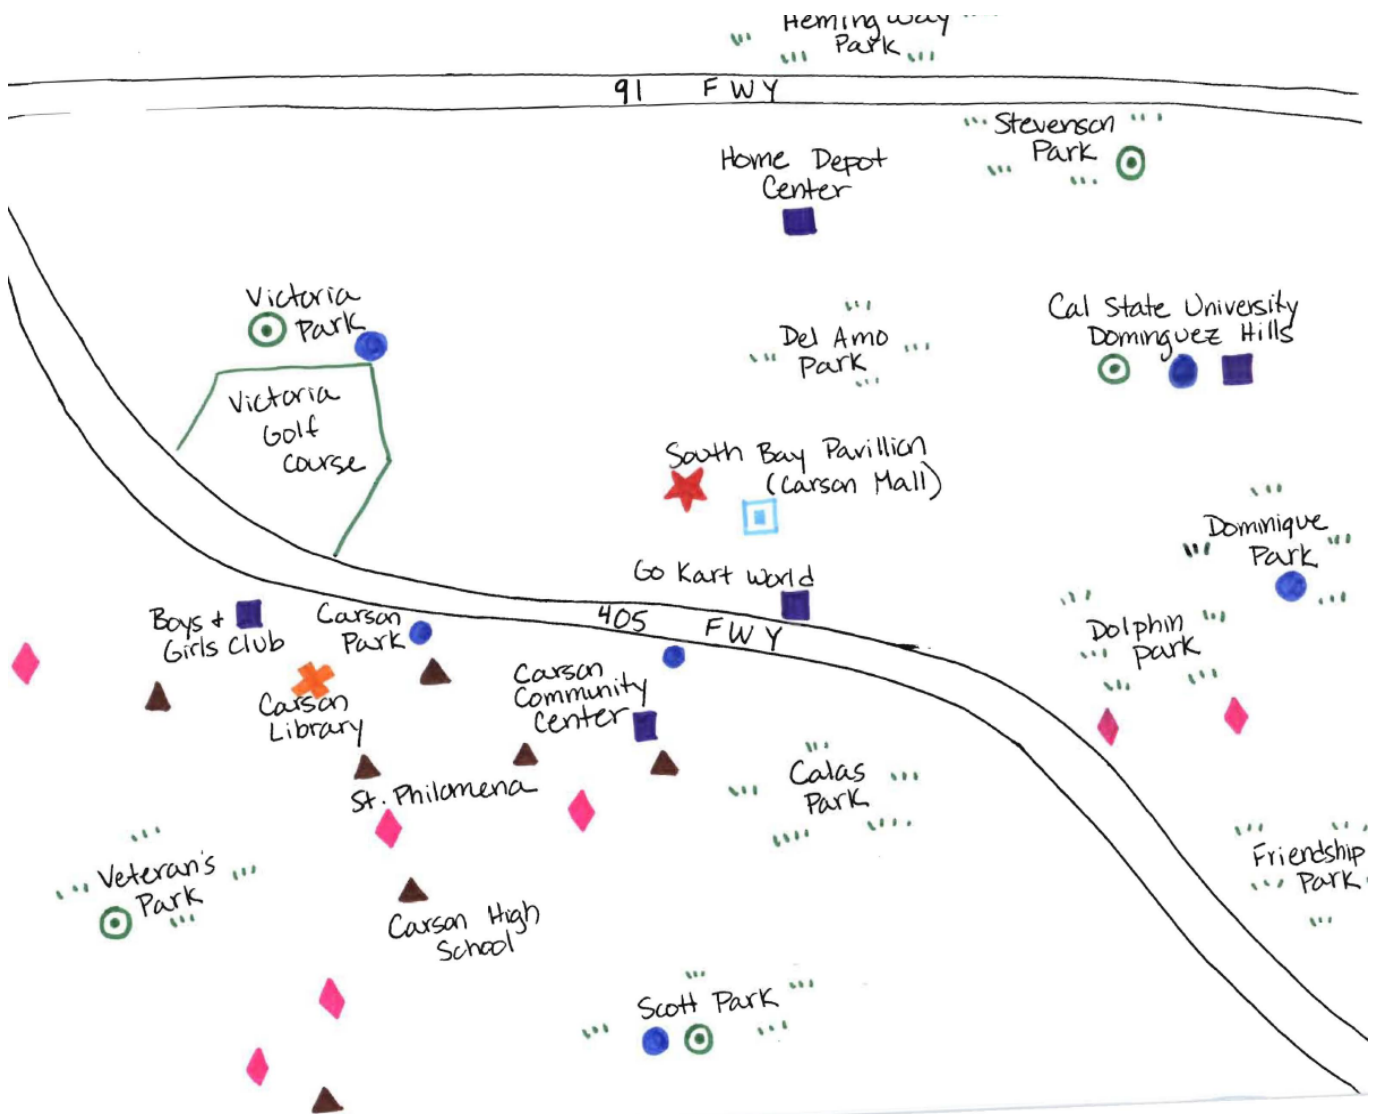 Hemingway
Park
91 FWY
Stevenson
Park
Home Depot
Center
Victoria
Park
Cal State University
Dominguez Hills
Del Amo
Park
Victoria
Golf
Course
South Bay Pavillion
(Carson Mall)
Dominique
Park
Go Kart World
405 FWY
Boys +
Girls Club
Carson
Park
Dolphin
Park
Carson
Community
Center
Carson
Library
St. Philomena
Calas
Park
Veteran's
Park
Friendship
Park
Carson High
School
Scott Park